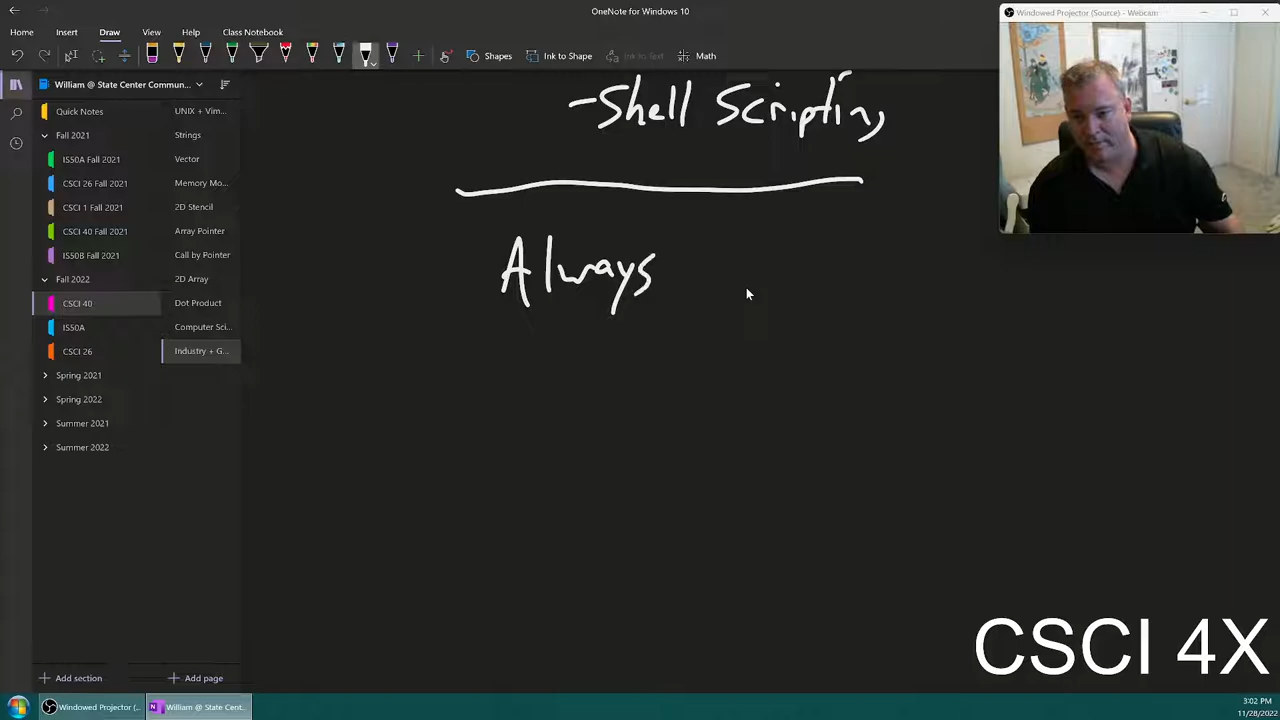 OneNote for Windows 10
Windowed Projector (Source) - Webcam
me
raw
View
Class Notebook
Shapes
Ink to Shape
Ink to Text
Math
William @ State Center Commun...
Quick Notes
Fall 2021
IS50A Fall 2021
CSCI 26 Fall 2021
CSCI 1 Fall 2021
CSCI 40 Fall 2021
IS50B Fall 2021
Fall 2022
CSCI 40
IS50A
CSCI 26
Spring 2021
Spring 2022
Summer 2021
Summer 2022
Add section
UNIX + Vim...
Strings
Vector
Memory Mo...
2D Stencil
Array Pointer
Call by Pointer
2D Array
Dot Product
Computer Sci...
Industry + G...
Add page
-Shell Scripting
Always
CSCI 4X
Windowed Projector (...
William @ State Cent...
3:02 PM
11/28/2022